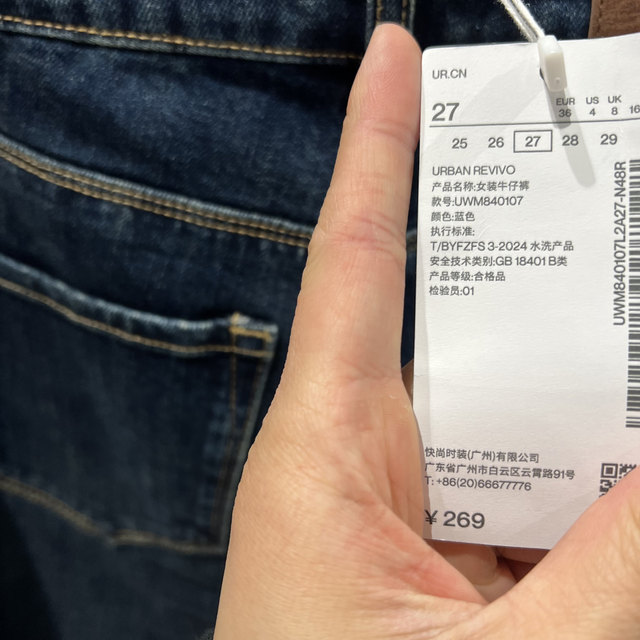 UR.CN
27
EUR US UK
36 4 8 16
25 26 27 28 29
URBAN REVIVO
产品名称:女装牛仔裤
款号:UWM840107
颜色:蓝色
执行标准:
T/BYFZFS 3-2024 水洗产品
安全技术类别:GB 18401 B类
产品等级:合格品
检验员:01
UWM840107L2A27-N48R
快尚时装(广州)有限公司
广东省广州市白云区云霄路91号
T: +86(20)66677776
¥ 269